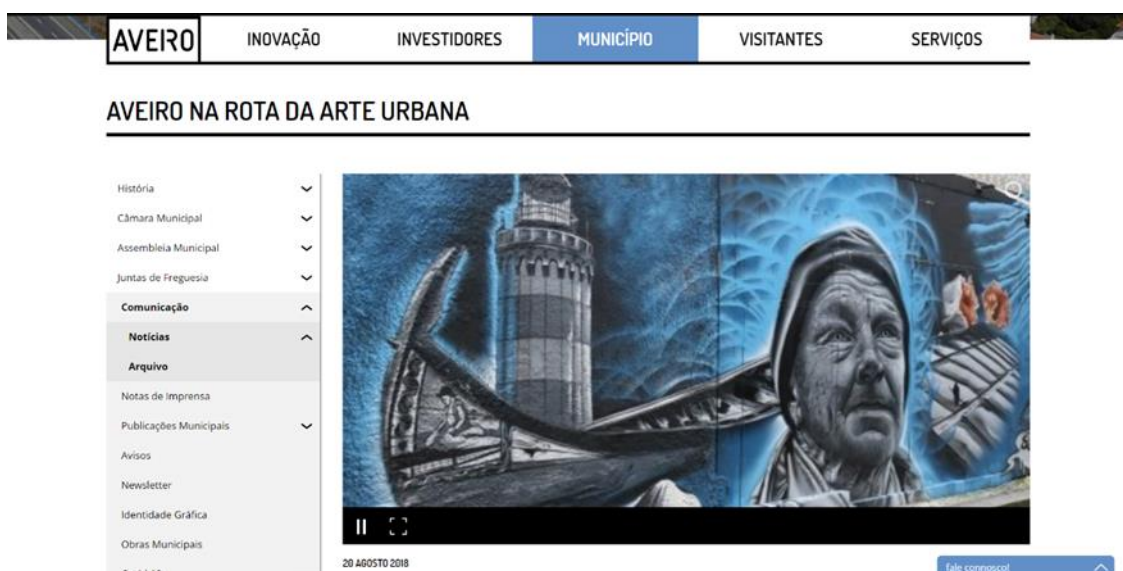 AVEIRO
INOVAÇÃO
INVESTIDORES
MUNICÍPIO
VISITANTES
SERVIÇOS
AVEIRO NA ROTA DA ARTE URBANA
História
Câmara Municipal
Assembleia Municipal
Juntas de Freguesia
Comunicação
Notícias
Arquivo
Notas de Imprensa
Publicações Municipais
Avisos
Newsletter
Identidade Gráfica
Obras Municipais
20 AGOSTO 2018
fale connosco!